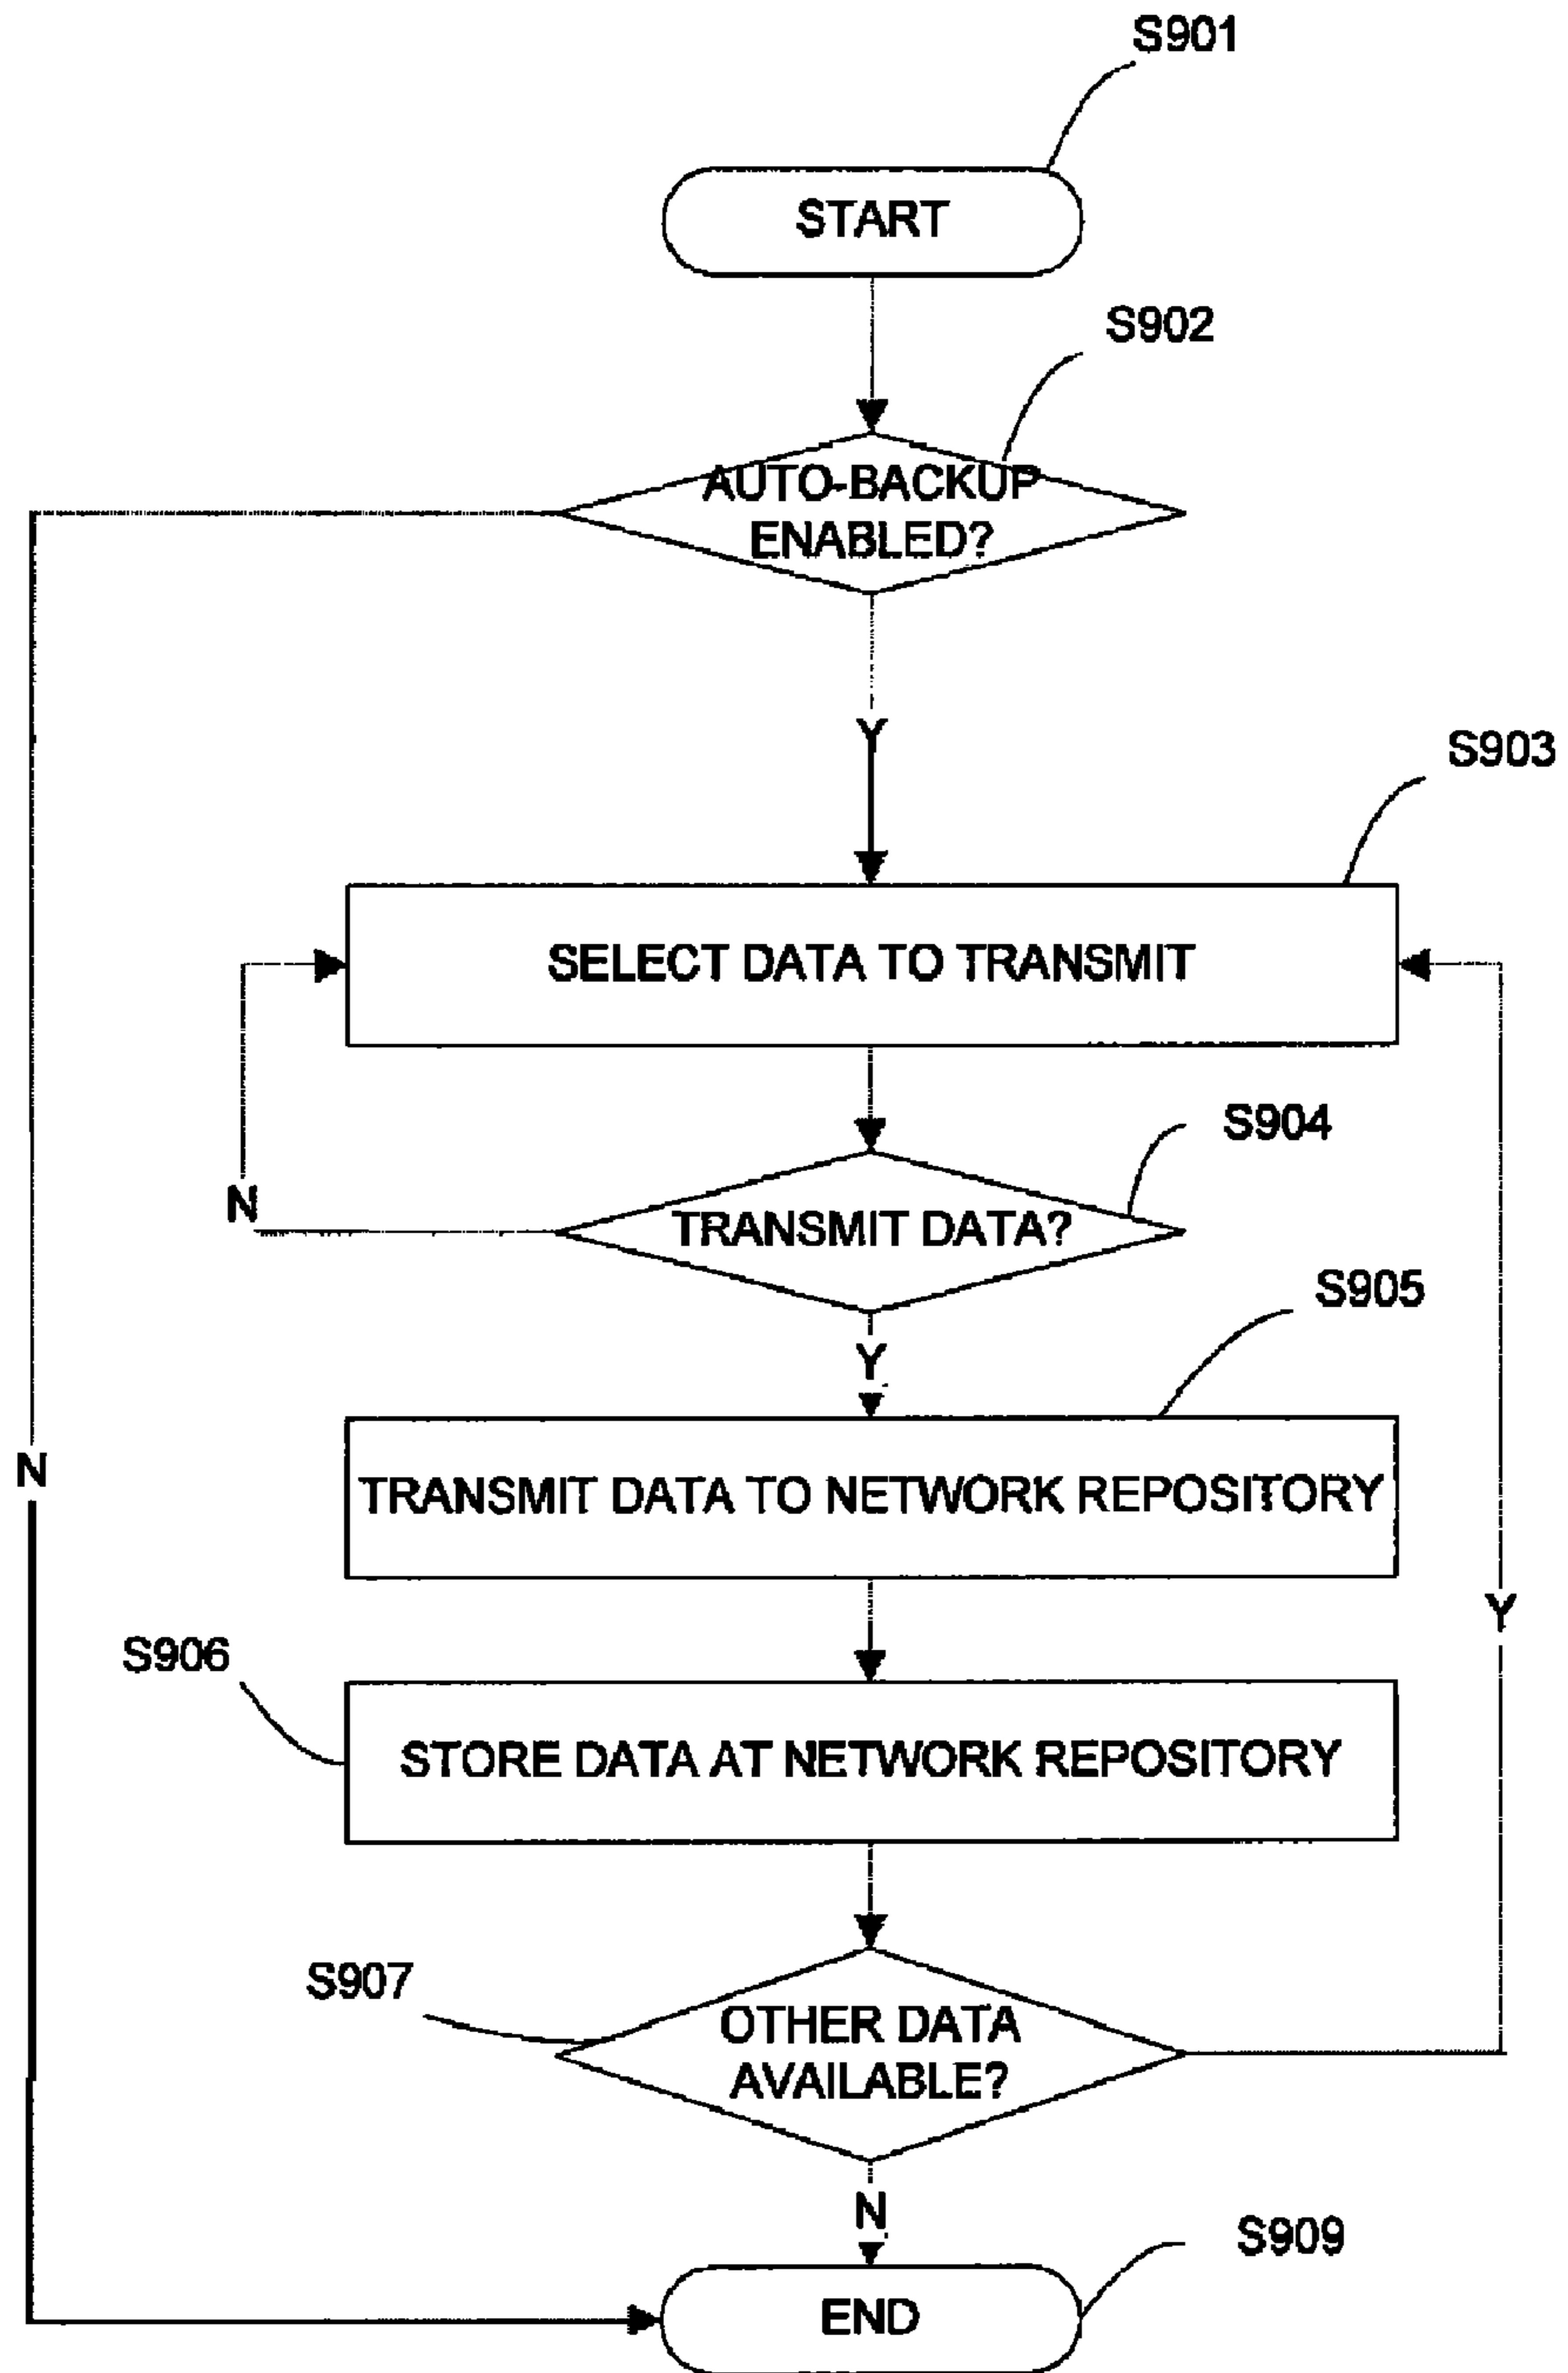 S901
START
S902
AUTO-BACKUP
ENABLED?
Y
S903
SELECT DATA TO TRANSMIT
S904
N
TRANSMIT DATA?
S905
Y
N
TRANSMIT DATA TO NETWORK REPOSITORY
Y
S906
STORE DATA AT NETWORK REPOSITORY
S907
OTHER DATA
AVAILABLE?
N
S909
END